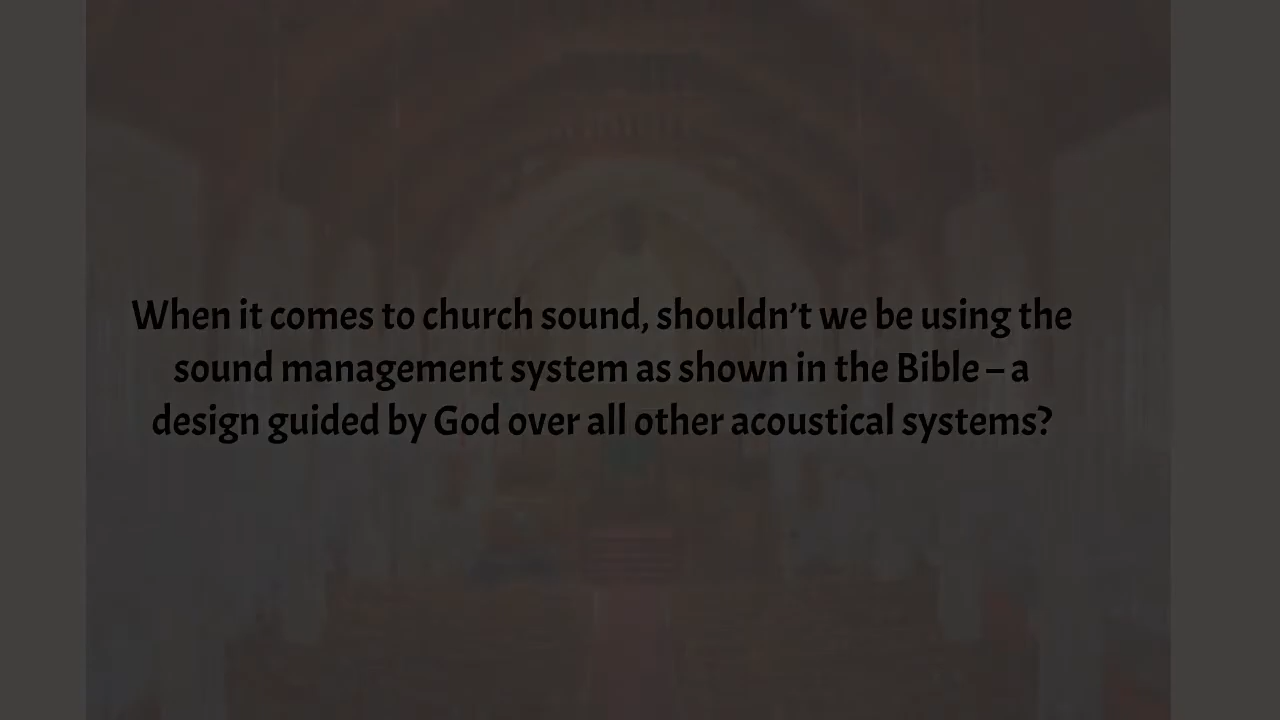 When it comes to church sound, shouldn’t we be using the
sound management system as shown in the Bible – a
design guided by God over all other acoustical systems?